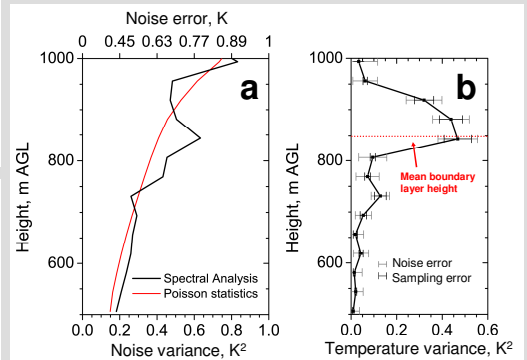 Noise error, K
0 0.45 0.63 0.77 0.89 1
1000
800
600
Height, m AGL
a
Spectral Analysis
Poisson statistics
0.0 0.2 0.4 0.6 0.8 1.0
Noise variance, K²
1000
800
600
Height, m AGL
b
Mean boundary
layer height
Noise error
Sampling error
0.0 0.2 0.4 0.6
Temperature variance, K²